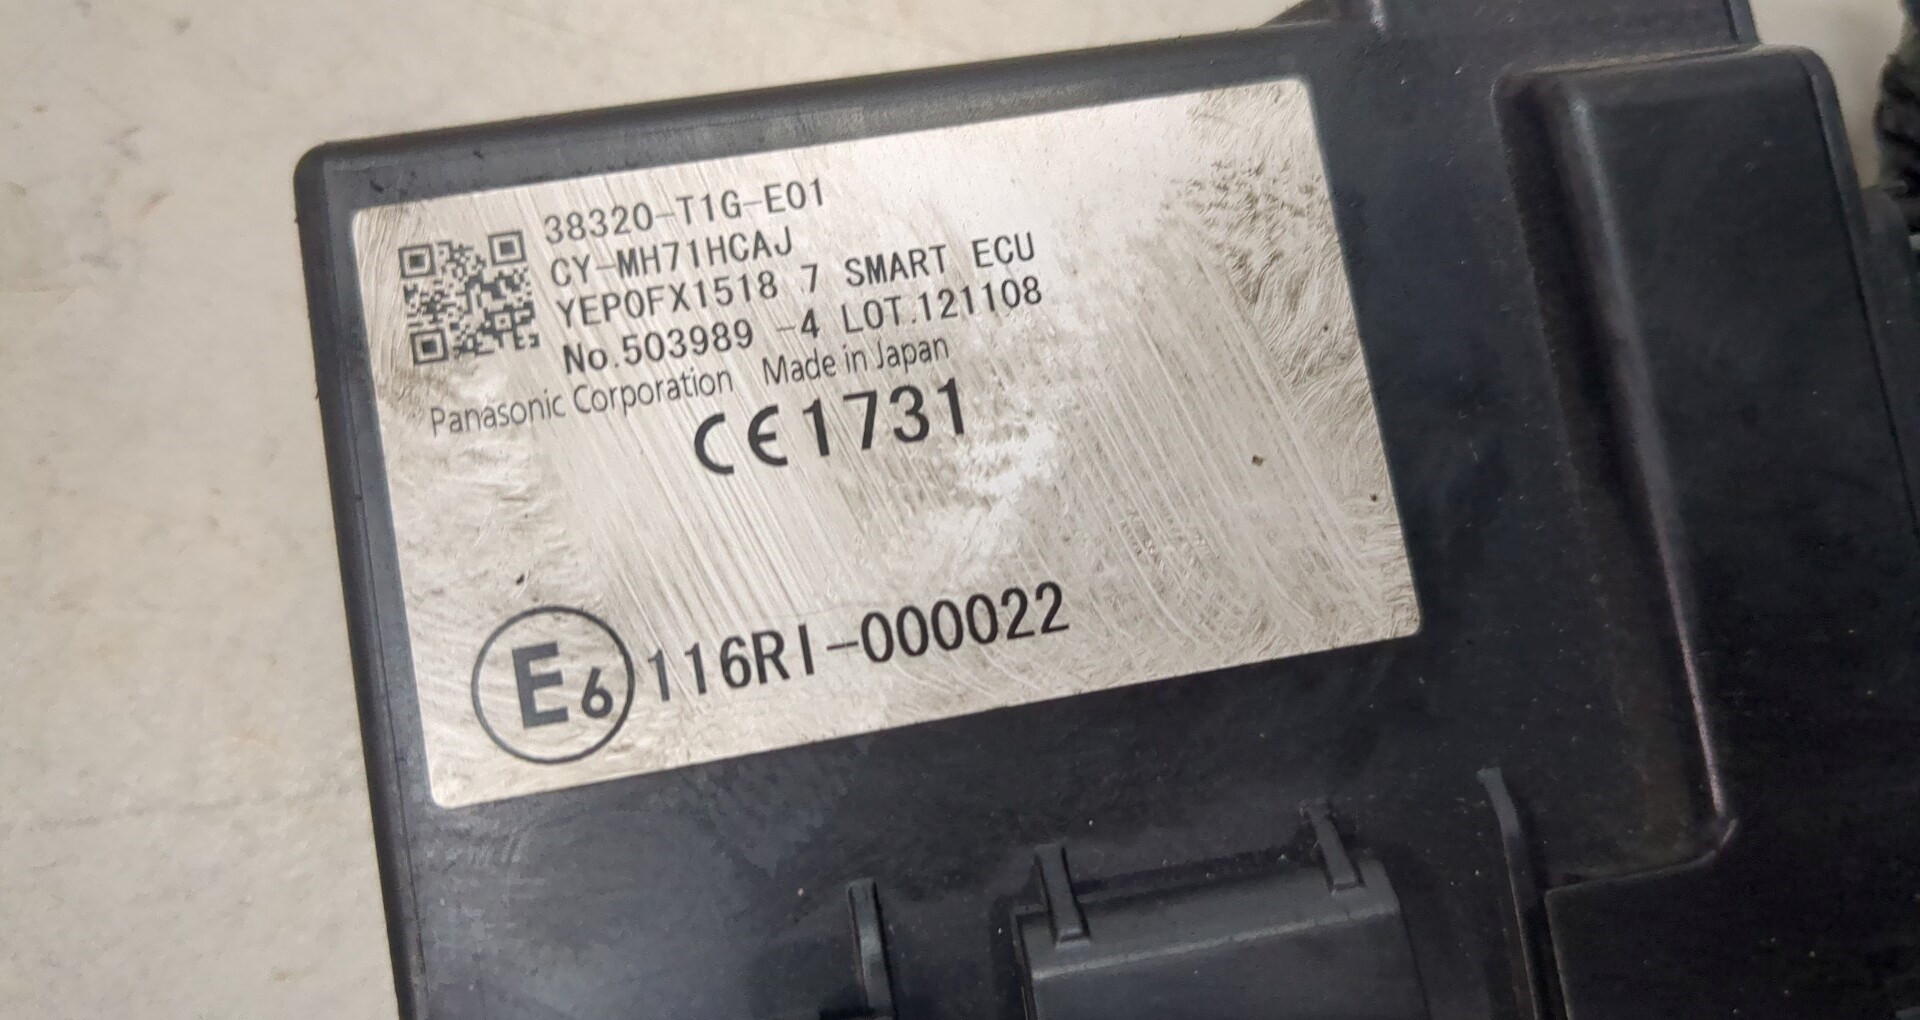 38320-T1G-E01
CY-MH71HCAJ
YEP0FX1518 7 SMART ECU
No.503989 -4 LOT.121108
Panasonic Corporation Made in Japan
CE1731
E6 116RI-000022